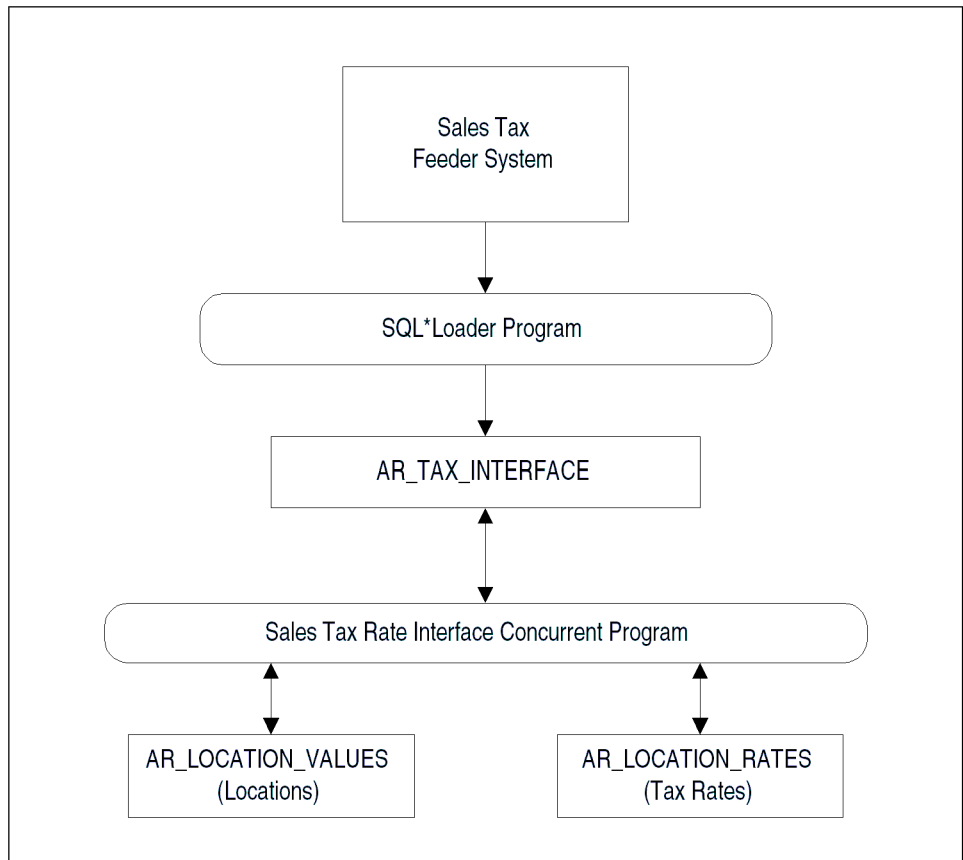 Sales Tax
Feeder System
SQL*Loader Program
AR_TAX_INTERFACE
Sales Tax Rate Interface Concurrent Program
AR_LOCATION_VALUES
(Locations)
AR_LOCATION_RATES
(Tax Rates)